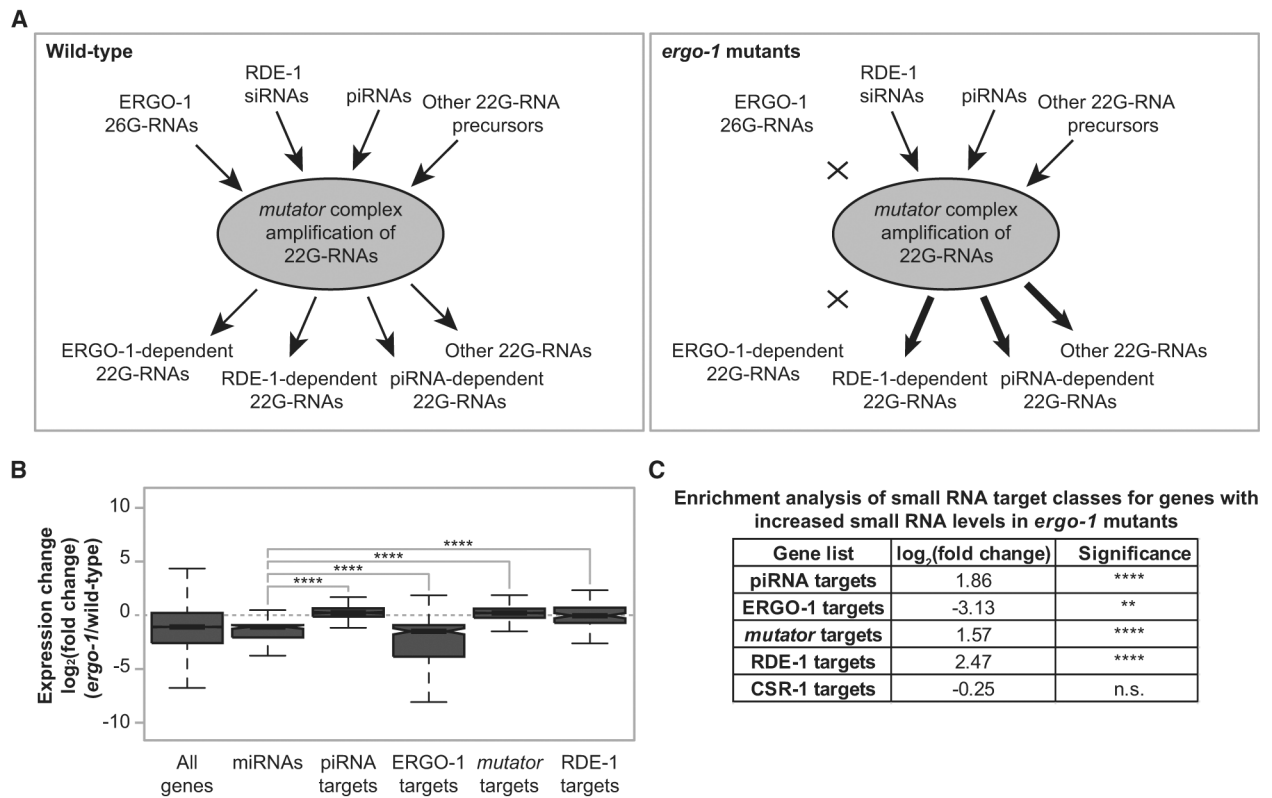 A
Wild-type
ERGO-1
26G-RNAs
RDE-1
siRNAs
piRNAs
Other 22G-RNA
precursors
mutator complex
amplification of
22G-RNAs
ERGO-1-dependent
22G-RNAs
RDE-1-dependent
22G-RNAs
piRNA-dependent
22G-RNAs
Other 22G-RNAs
ergo-1 mutants
ERGO-1
26G-RNAs
RDE-1
siRNAs
piRNAs
Other 22G-RNA
precursors
mutator complex
amplification of
22G-RNAs
ERGO-1-dependent
22G-RNAs
RDE-1-dependent
22G-RNAs
piRNA-dependent
22G-RNAs
Other 22G-RNAs
B
Expression change
log₂(fold change)
(ergo-1/wild-type)
10
5
0
-5
-10
****
****
****
****
All
genes
miRNAs
piRNA
targets
ERGO-1
targets
mutator
targets
RDE-1
targets
C
Enrichment analysis of small RNA target classes for genes with
increased small RNA levels in ergo-1 mutants
Gene list log₂(fold change) Significance
piRNA targets 1.86 ****
ERGO-1 targets -3.13 **
mutator targets 1.57 ****
RDE-1 targets 2.47 ****
CSR-1 targets -0.25 n.s.